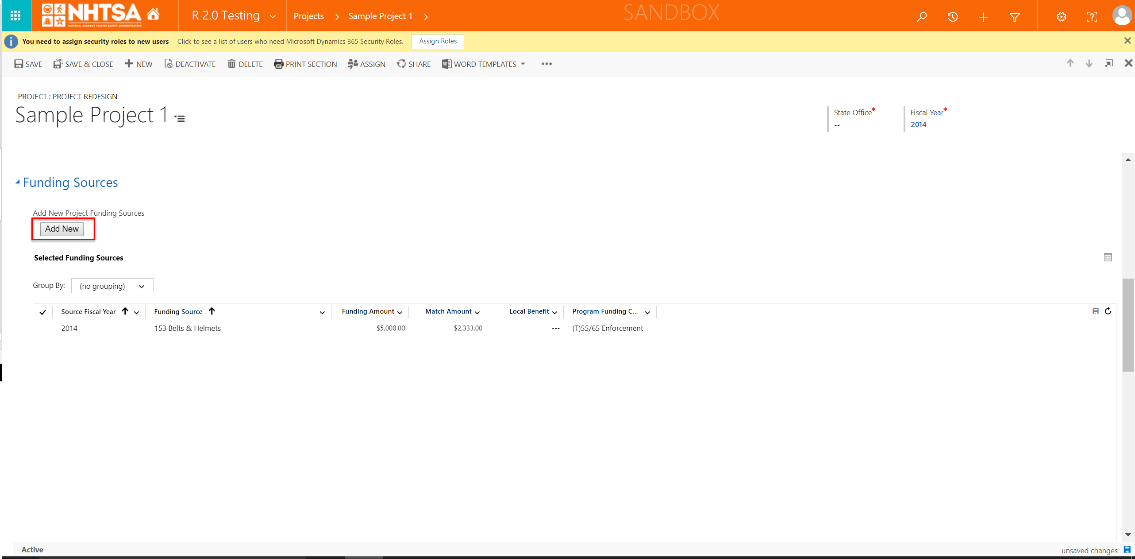 NHTSA R 2.0 Testing Projects Sample Project 1 SANDBOX
You need to assign security roles to new users Click to see a list of users who need Microsoft Dynamics 365 Security Roles. Assign Roles
SAVE SAVE & CLOSE NEW DEACTIVATE DELETE PRINT SECTION ASSIGN SHARE WORD TEMPLATES
PROJECT : PROJECT REDESIGN
Sample Project 1
State Office* Fiscal Year*
-- 2014
Funding Sources
Add New Project Funding Sources
Add New
Selected Funding Sources
Group By: (no grouping)
Source Fiscal Year Funding Source Funding Amount Match Amount Local Benefit Program Funding C...
2014 153 Belts & Helmets $5,000.00 $2,333.00 --- (T)55/65 Enforcement
Active unsaved changes